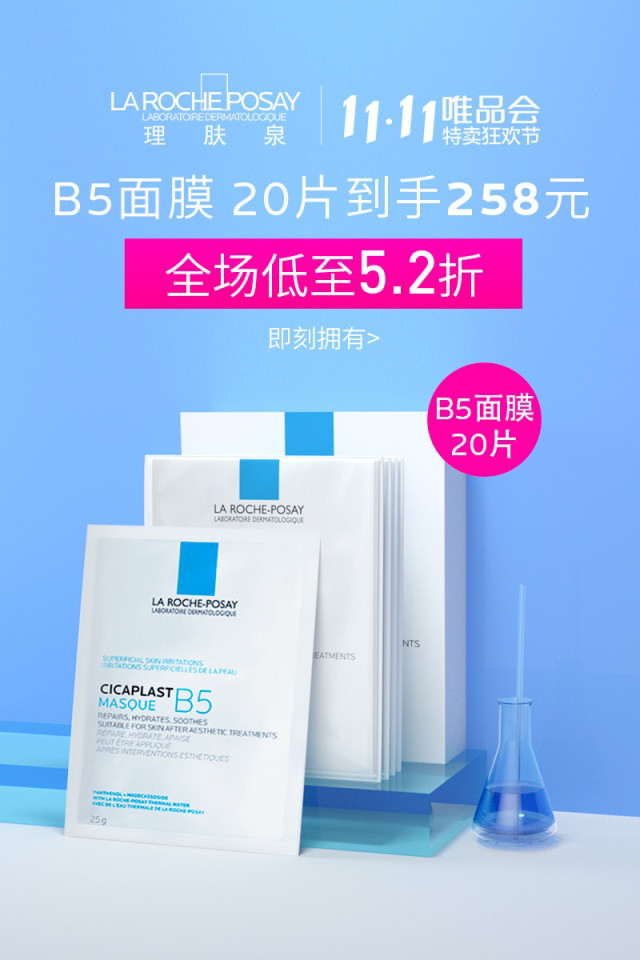 LA ROCHE POSAY
LABORATOIRE DERMATOLOGIQUE
理肤泉
11.11 唯品会
特卖狂欢节
B5面膜 20片到手258元
全场低至5.2折
即刻拥有>
B5面膜
20片
LA ROCHE-POSAY
LABORATOIRE DERMATOLOGIQUE
NTS
EATMENTS
LA ROCHE-POSAY
LABORATOIRE DERMATOLOGIQUE
SUPERFICIAL SKIN IRRITATIONS
IRRITATIONS SUPERFICIELLES DE LA PEAU
CICAPLAST
MASQUE B5
REPAIRS, HYDRATES, SOOTHES
SUITABLE FOR SKIN AFTER AESTHETIC TREATMENTS
RÉPARE, HYDRATE, APAISE
PEUT ÊTRE APPLIQUÉ
APRÈS INTERVENTIONS ESTHÉTIQUES
PANTHENOL + MADECASSOSIDE
WITH LA ROCHE-POSAY THERMAL WATER
AVEC DE L'EAU THERMALE DE LA ROCHE-POSAY
25 g